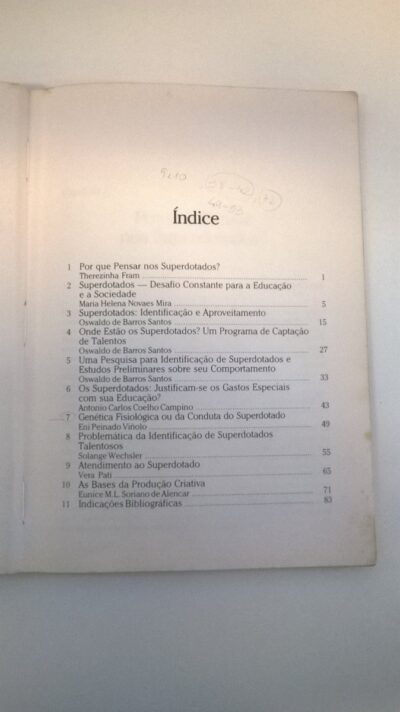 Índice
1 Por que Pensar nos Superdotados?
Therezinha Fram 1
2 Superdotados — Desafio Constante para a Educação
e a Sociedade
Maria Helena Novaes Mira 5
3 Superdotados: Identificação e Aproveitamento
Oswaldo de Barros Santos 15
4 Onde Estão os Superdotados? Um Programa de Captação
de Talentos
Oswaldo de Barros Santos 27
5 Uma Pesquisa para Identificação de Superdotados e
Estudos Preliminares sobre seu Comportamento
Oswaldo de Barros Santos 33
6 Os Superdotados: Justificam-se os Gastos Especiais
com sua Educação?
Antonio Carlos Coelho Campino 43
7 Genética Fisiológica ou da Conduta do Superdotado
Eni Peinado Viñolo 49
8 Problemática da Identificação de Superdotados
Talentosos
Solange Wechsler 55
9 Atendimento ao Superdotado
Vera Pati 65
10 As Bases da Produção Criativa
Eunice M.L. Soriano de Alencar 71
11 Indicações Bibliográficas 83